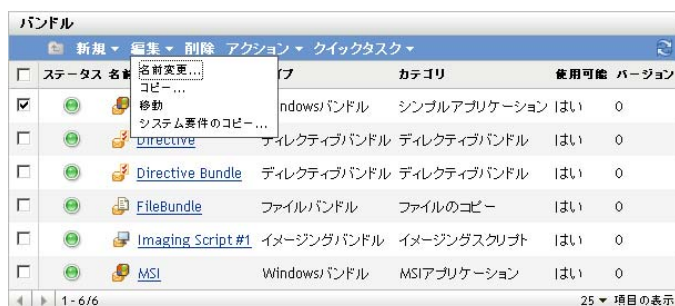 バンドル
新規 編集 削除 アクション クイックタスク
ステータス 名前 タイプ カテゴリ 使用可能 バージョン
名前変更...
コピー...
移動
システム要件のコピー...
ndowsバンドル シンプルアプリケーション はい 0
Directive ディレクティブバンドル ディレクティブバンドル はい 0
Directive Bundle ディレクティブバンドル ディレクティブバンドル はい 0
FileBundle ファイルバンドル ファイルのコピー はい 0
Imaging Script #1 イメージングバンドル イメージングスクリプト はい 0
MSI Windowsバンドル MSIアプリケーション はい 0
1 - 6/6 25 項目の表示